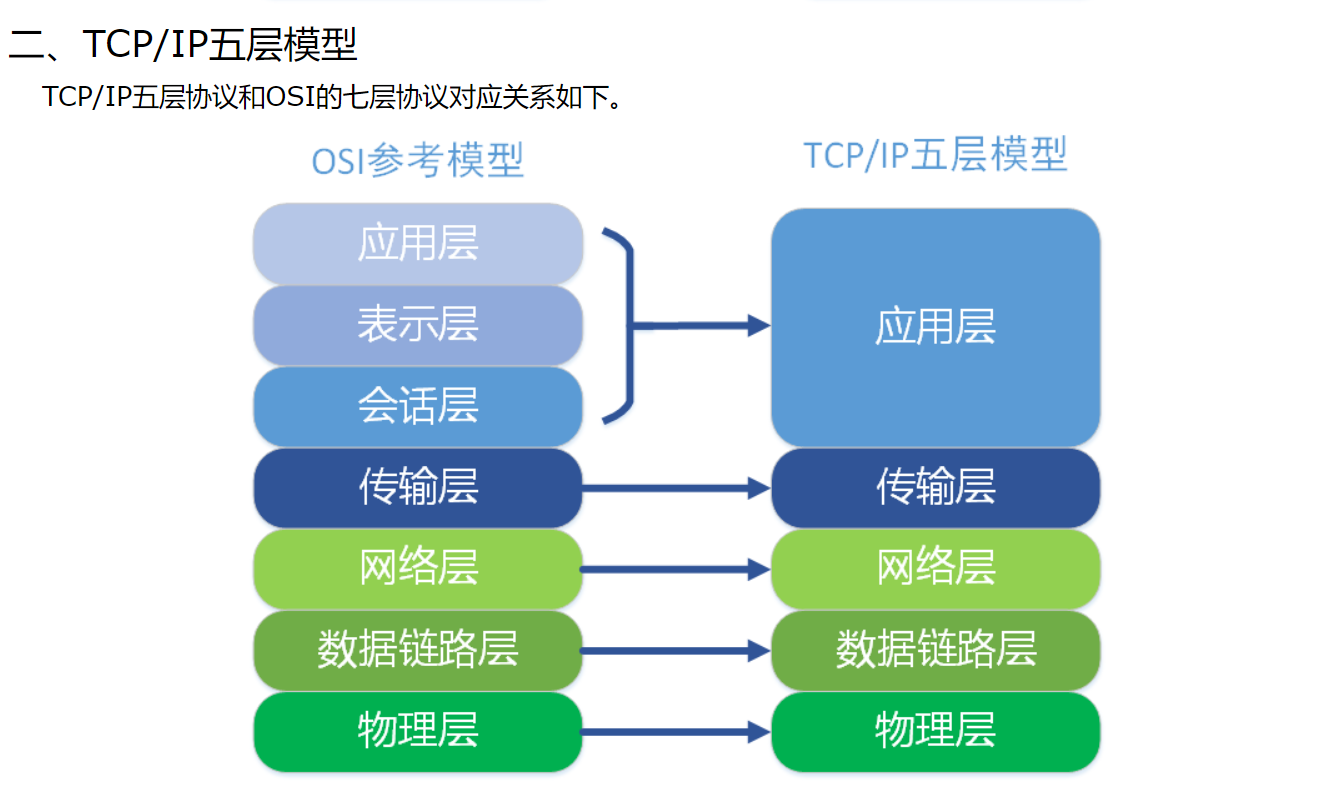 二、TCP/IP五层模型
TCP/IP五层协议和OSI的七层协议对应关系如下。
OSI参考模型
TCP/IP五层模型
应用层
表示层
会话层
应用层
传输层
传输层
网络层
网络层
数据链路层
数据链路层
物理层
物理层